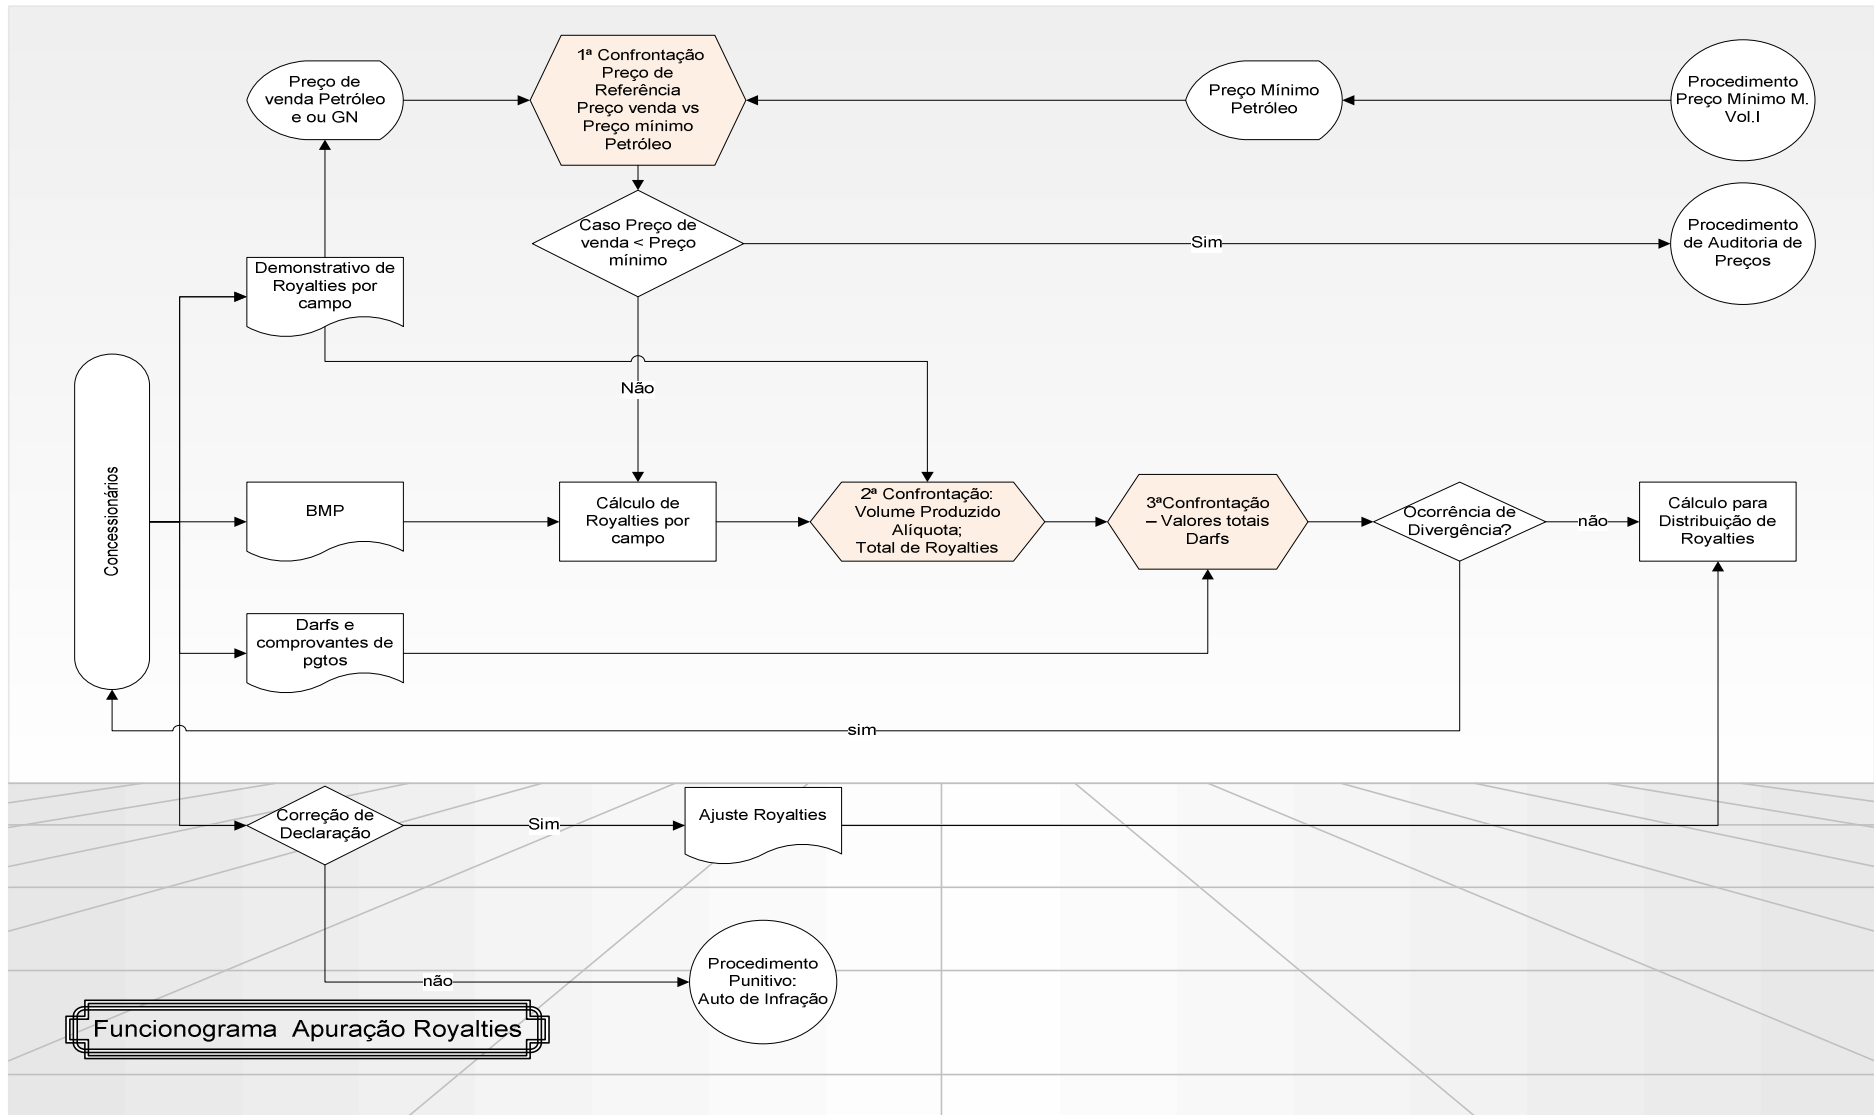 Preço de
venda Petróleo
e ou GN
1ª Confrontação
Preço de
Referência
Preço venda vs
Preço mínimo
Petróleo
Preço Mínimo
Petróleo
Procedimento
Preço Mínimo M.
Vol.I
Caso Preço de
venda < Preço
mínimo
Sim
Procedimento
de Auditoria de
Preços
Demonstrativo de
Royalties por
campo
Não
Concessionários
BMP
Cálculo de
Royalties por
campo
2ª Confrontação:
Volume Produzido
Alíquota;
Total de Royalties
3ªConfrontação
– Valores totais
Darfs
Ocorrência de
Divergência?
não
Cálculo para
Distribuição de
Royalties
Darfs e
comprovantes de
pgtos
sim
Correção de
Declaração
Sim
Ajuste Royalties
não
Procedimento
Punitivo:
Auto de Infração
Funcionograma Apuração Royalties